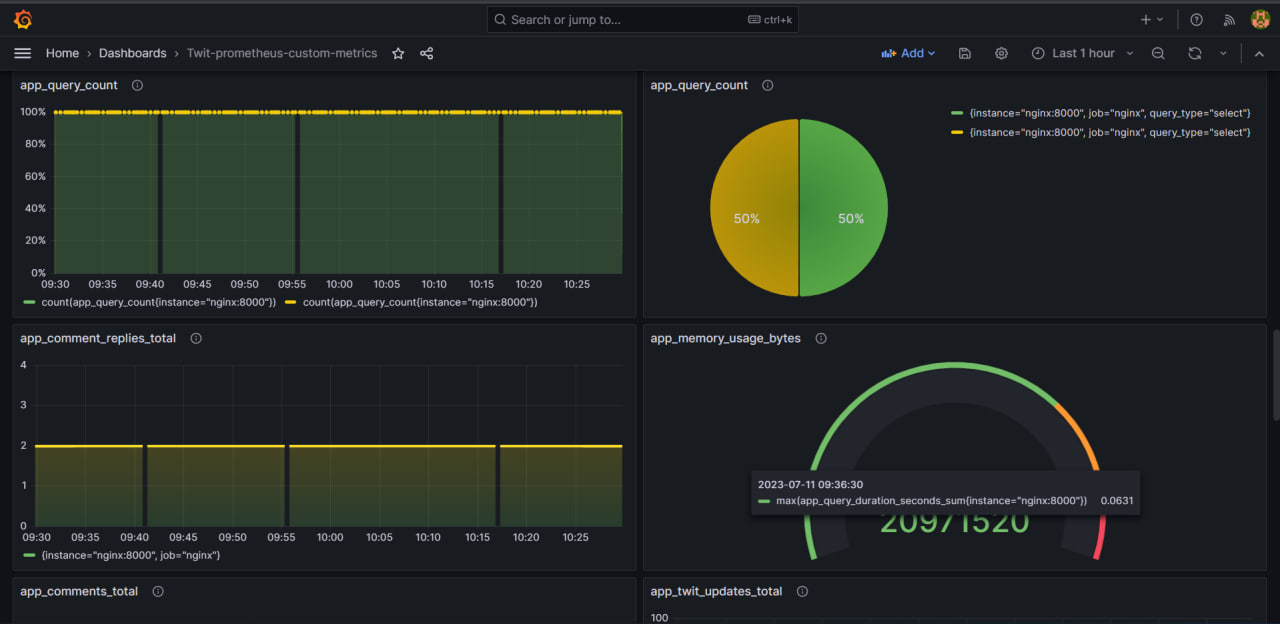 Search or jump to...
ctrl+k
Home
Dashboards
Twit-prometheus-custom-metrics
Add
Last 1 hour
app_query_count
100%
80%
60%
40%
20%
0%
09:30 09:35 09:40 09:45 09:50 09:55 10:00 10:05 10:10 10:15 10:20 10:25
count(app_query_count{instance="nginx:8000"}) count(app_query_count{instance="nginx:8000"})
app_query_count
50% 50%
{instance="nginx:8000", job="nginx", query_type="select"}
{instance="nginx:8000", job="nginx", query_type="select"}
app_comment_replies_total
4
3
2
1
0
09:30 09:35 09:40 09:45 09:50 09:55 10:00 10:05 10:10 10:15 10:20 10:25
{instance="nginx:8000", job="nginx"}
app_memory_usage_bytes
2023-07-11 09:36:30
max(app_query_duration_seconds_sum{instance="nginx:8000"}) 0.0631
20971520
app_comments_total
app_twit_updates_total
100